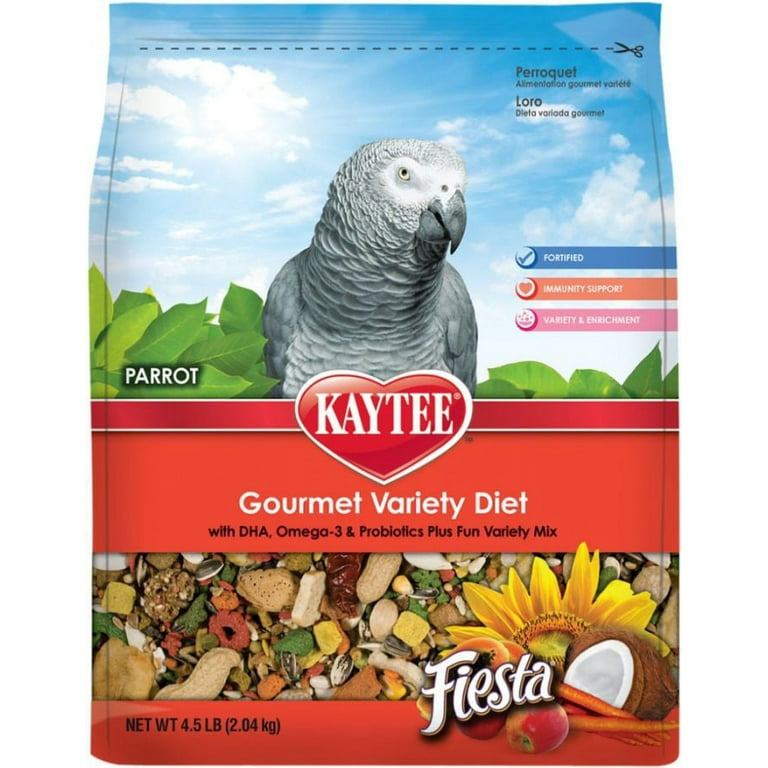 Perroquet
Alimentation gourmet variété
Loro
Dieta variada gourmet
FORTIFIED
IMMUNITY SUPPORT
VARIETY & ENRICHMENT
PARROT
KAYTEE
TM
Gourmet Variety Diet
with DHA, Omega-3 & Probiotics Plus Fun Variety Mix
Fiesta
NET WT 4.5 LB (2.04 kg)